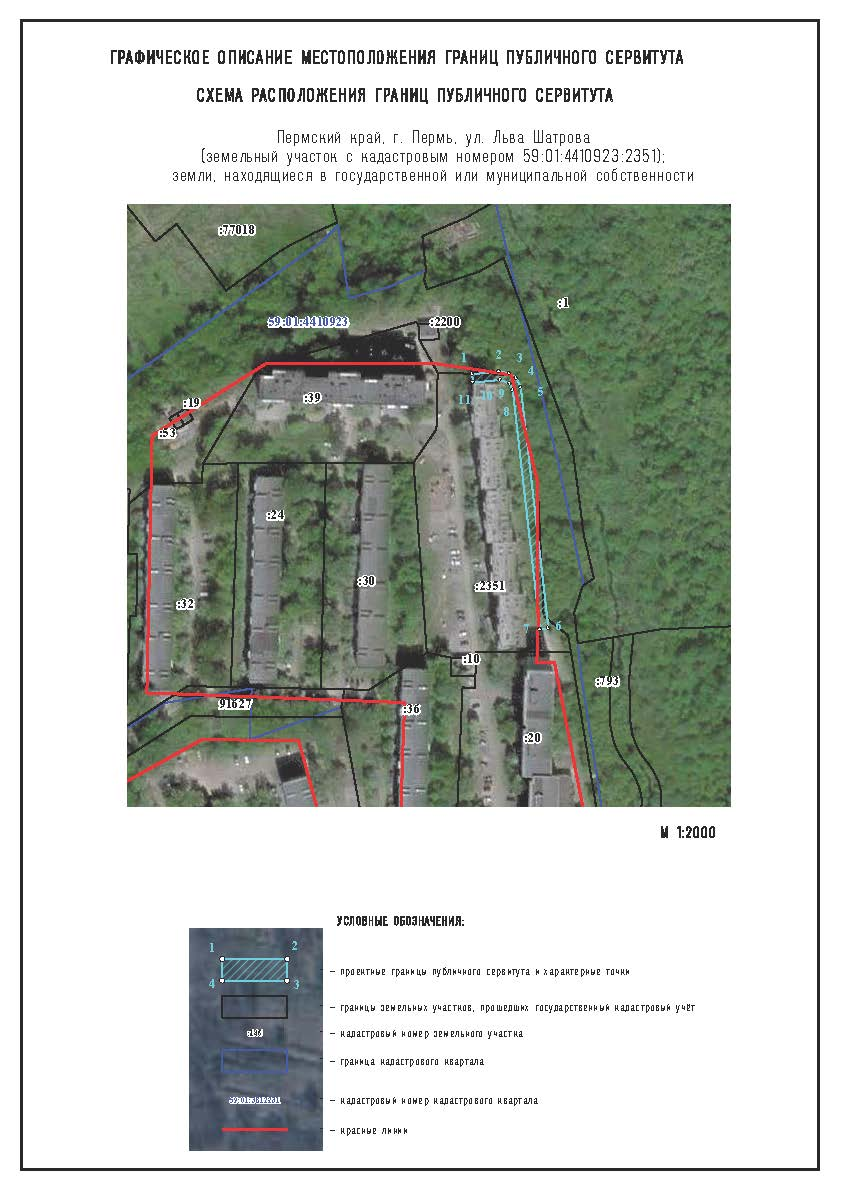 ГРАФИЧЕСКОЕ ОПИСАНИЕ МЕСТОПОЛОЖЕНИЯ ГРАНИЦ ПУБЛИЧНОГО СЕРВИТУТА
СХЕМА РАСПОЛОЖЕНИЯ ГРАНИЦ ПУБЛИЧНОГО СЕРВИТУТА
Пермский край, г. Пермь, ул. Льва Шатрова
(земельный участок с кадастровым номером 59:01:4410923:2351);
земли, находящиеся в государственной или муниципальной собственности
:77018
:1
59:01:4410923
:2200
1 2 3
4
:39
11 10 9 5
:19
8
:53
:24
:30
:2351
:32
7 6
:10
:793
91627
:36
:20
М 1:2000
УСЛОВНЫЕ ОБОЗНАЧЕНИЯ:
1 2
– проектные границы публичного сервитута и характерные точки
4 3
– границы земельных участков, прошедших государственный кадастровый учёт
– кадастровый номер земельного участка
– граница кадастрового квартала
– кадастровый номер кадастрового квартала
– красные линии